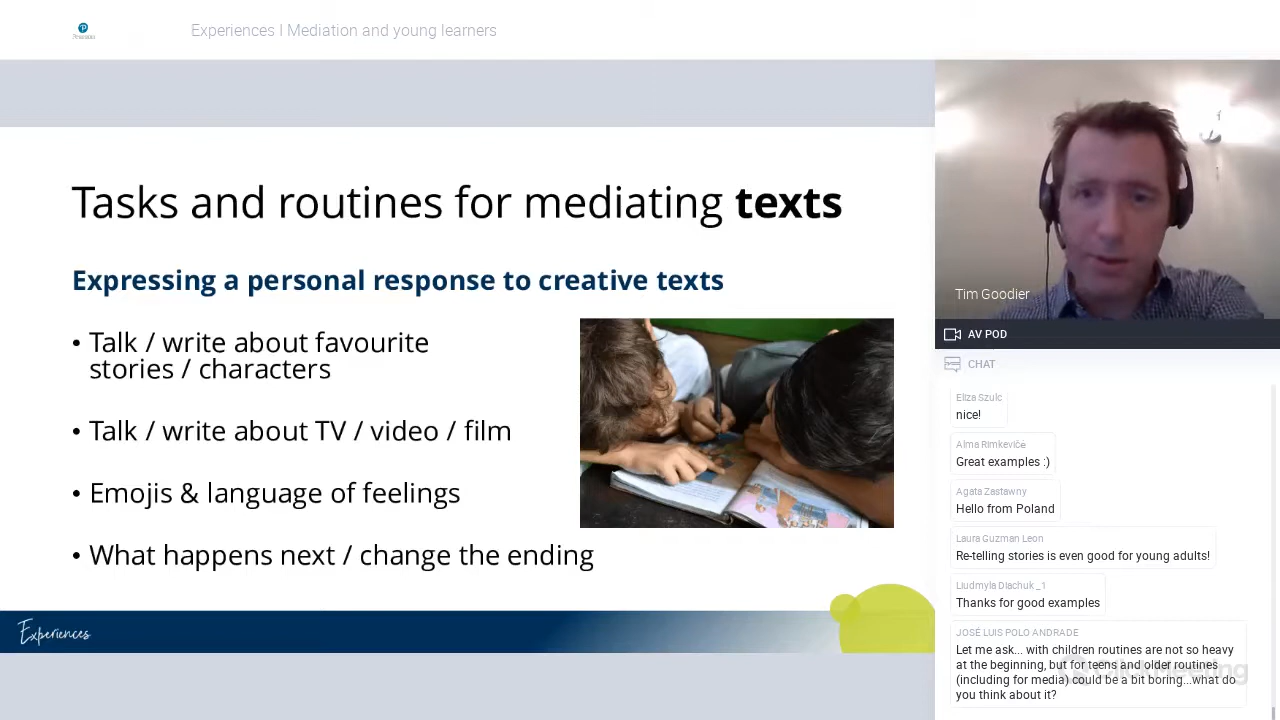 Pearson
Experiences I Mediation and young learners
Tasks and routines for mediating texts
Expressing a personal response to creative texts
• Talk / write about favourite
stories / characters
• Talk / write about TV / video / film
• Emojis & language of feelings
• What happens next / change the ending
Experiences
Tim Goodier
AV POD
CHAT
Eliza Szulc
nice!
Alma Rimkevičė
Great examples :)
Agata Zastawny
Hello from Poland
Laura Guzman Leon
Re-telling stories is even good for young adults!
Liudmyla Diachuk _1
Thanks for good examples
JOSÉ LUIS POLO ANDRADE
Let me ask... with children routines are not so heavy
at the beginning, but for teens and older routines
(including for media) could be a bit boring...what do
you think about it?